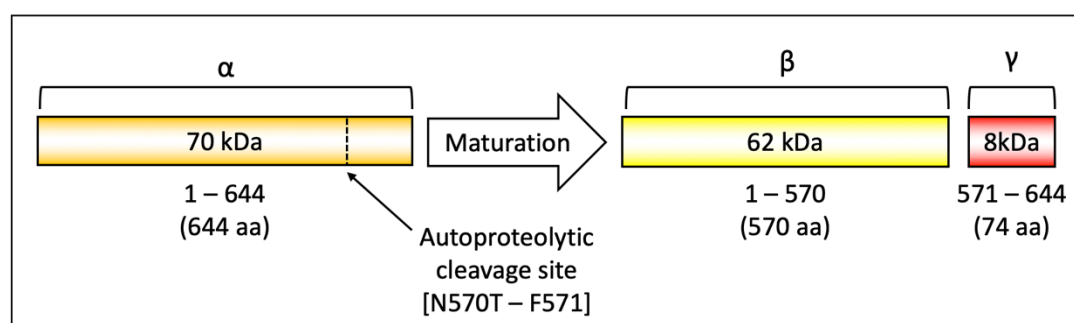 α
70 kDa
1 – 644
(644 aa)
Autoproteolytic
cleavage site
[N570T – F571]
Maturation
β
62 kDa
1 – 570
(570 aa)
γ
8kDa
571 – 644
(74 aa)